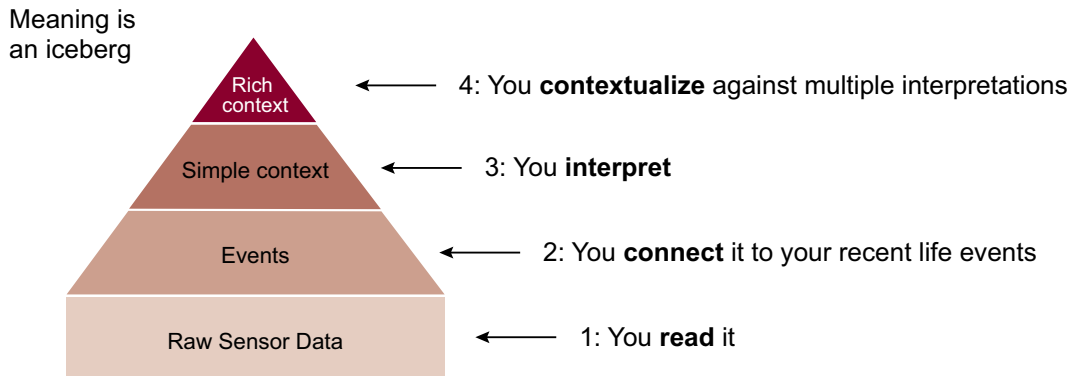 Meaning is
an iceberg
Rich
context
4: You contextualize against multiple interpretations
Simple context
3: You interpret
Events
2: You connect it to your recent life events
Raw Sensor Data
1: You read it